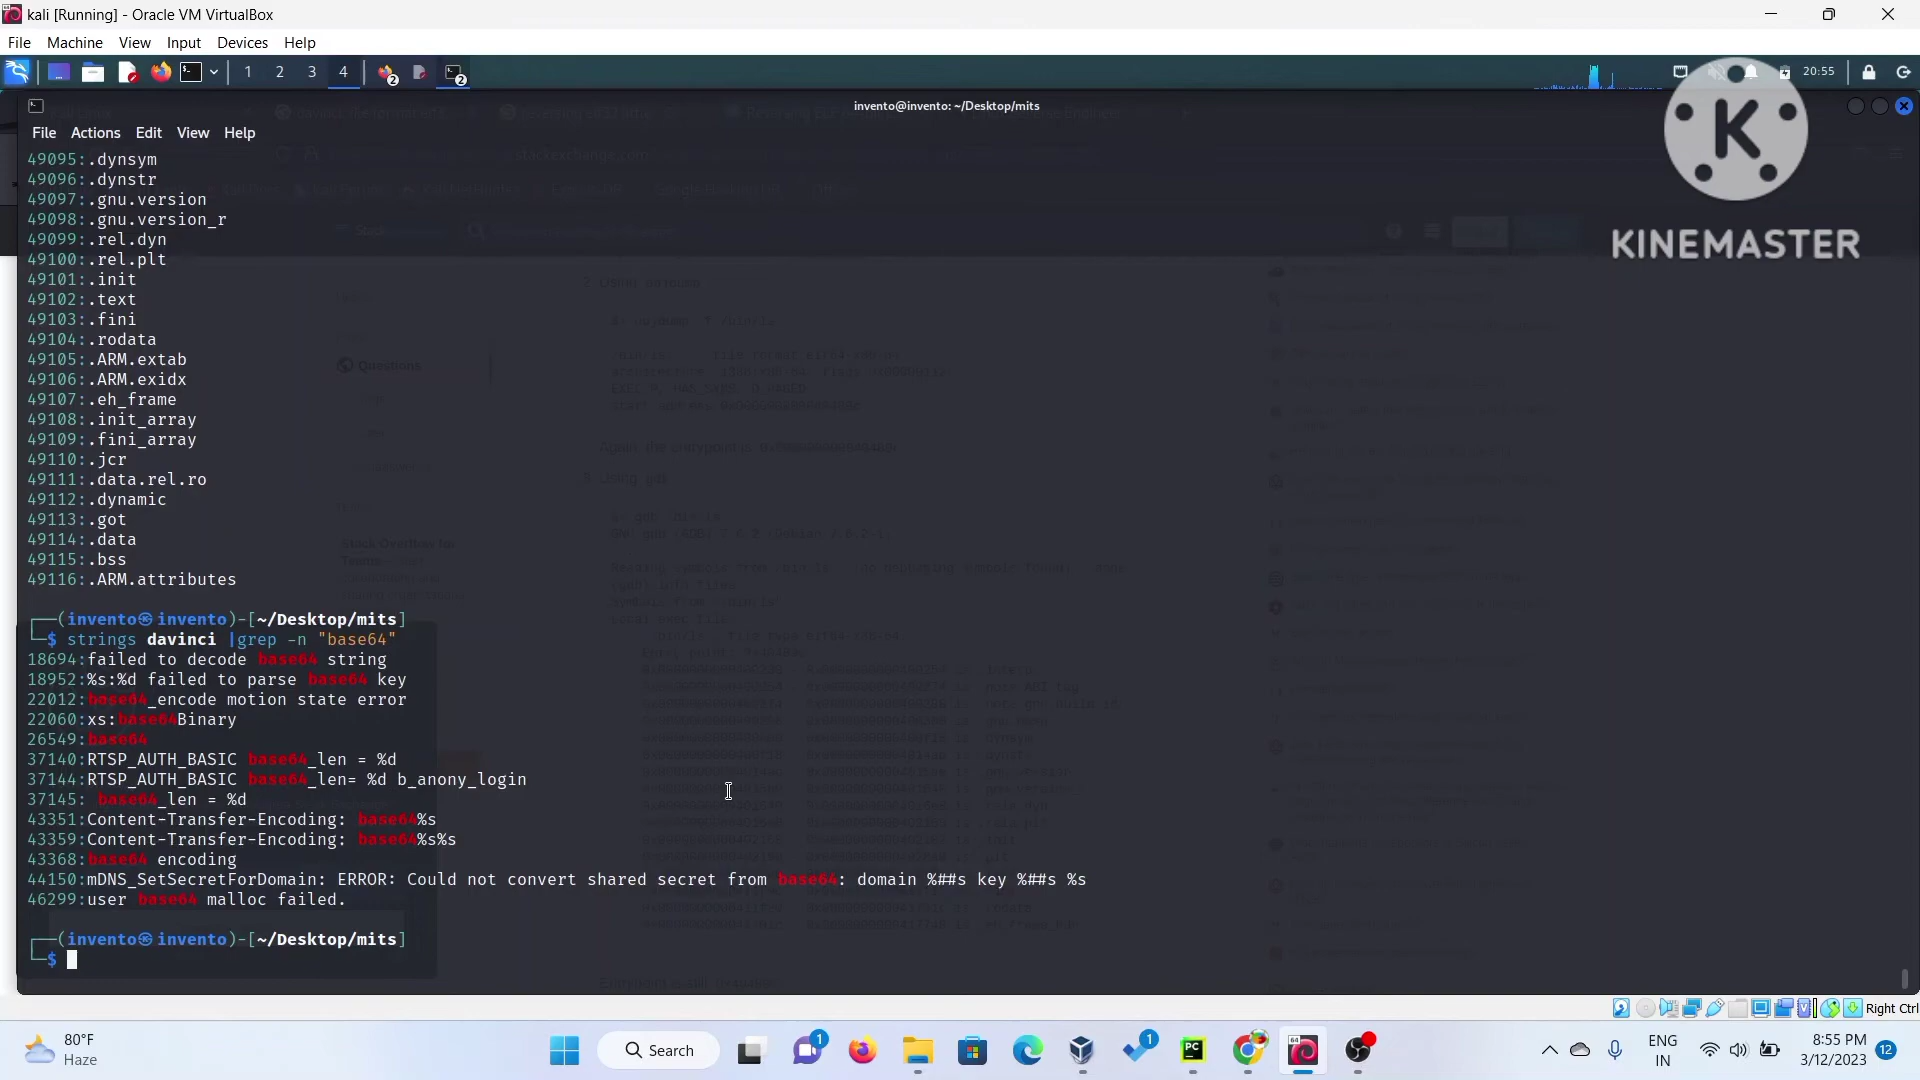 kali [Running] - Oracle VM VirtualBox
File Machine View Input Devices Help
1 2 3 4 2 2 20:55
invento@invento: ~/Desktop/mits
File Actions Edit View Help
KINEMASTER
49095:.dynsym
49096:.dynstr
49097:.gnu.version
49098:.gnu.version_r
49099:.rel.dyn
49100:.rel.plt
49101:.init
49102:.text
49103:.fini
49104:.rodata
49105:.ARM.extab
49106:.ARM.exidx
49107:.eh_frame
49108:.init_array
49109:.fini_array
49110:.jcr
49111:.data.rel.ro
49112:.dynamic
49113:.got
49114:.data
49115:.bss
49116:.ARM.attributes
(invento㉿invento)-[~/Desktop/mits]
$ strings davinci |grep -n "base64"
18694:failed to decode base64 string
18952:%s:%d failed to parse base64 key
22012:base64_encode motion state error
22060:xs:base64Binary
26549:base64
37140:RTSP_AUTH_BASIC base64_len = %d
37144:RTSP_AUTH_BASIC base64_len= %d b_anony_login
37145: base64_len = %d
43351:Content-Transfer-Encoding: base64%s
43359:Content-Transfer-Encoding: base64%s%s
43368:base64 encoding
44150:mDNS_SetSecretForDomain: ERROR: Could not convert shared secret from base64: domain %##s key %##s %s
46299:user base64 malloc failed.
(invento㉿invento)-[~/Desktop/mits]
$
Right Ctrl
80°F
Haze
Search
1
1
ENG
IN
8:55 PM
3/12/2023
12